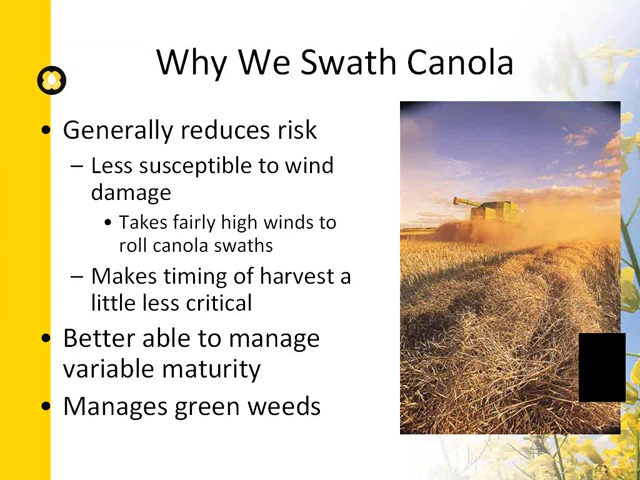 Why We Swath Canola
• Generally reduces risk
– Less susceptible to wind
damage
• Takes fairly high winds to
roll canola swaths
– Makes timing of harvest a
little less critical
• Better able to manage
variable maturity
• Manages green weeds